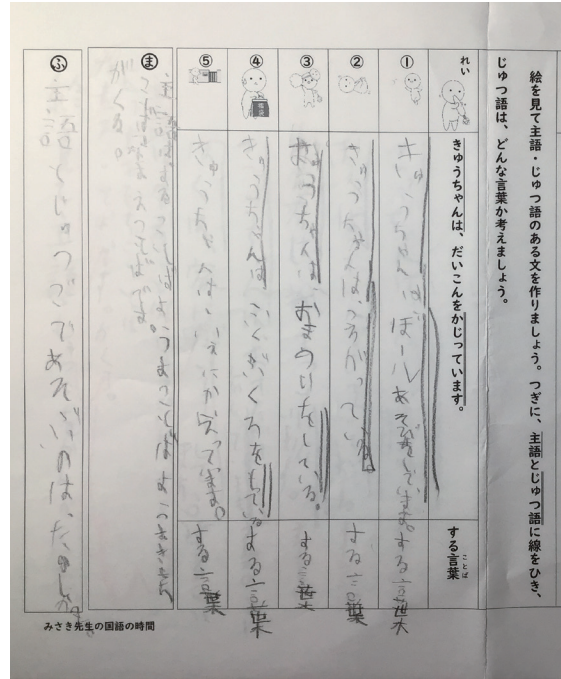 絵を見て主語・じゅつ語のある文を作りましょう。つぎに、主語とじゅつ語に線をひき、
じゅつ語は、どんな言葉か考えましょう。
れい
きゅうちゃんは、だいこんをかじっています。
する言葉
ことば
①
きゅうちゃんは ボールあそびをしています。
する言葉
②
きゅうちゃんは、ころがっている。
する言葉
③
きゅうちゃんは、おまつりをしている。
する言葉
④
きゅうちゃんは ふくぶくろを
する言葉
⑤
きゅうちゃんは、いえにかえっています。
する言葉
ま
ふ
主語とじゅつごであそぶのは、たのしか
みさき先生の国語の時間